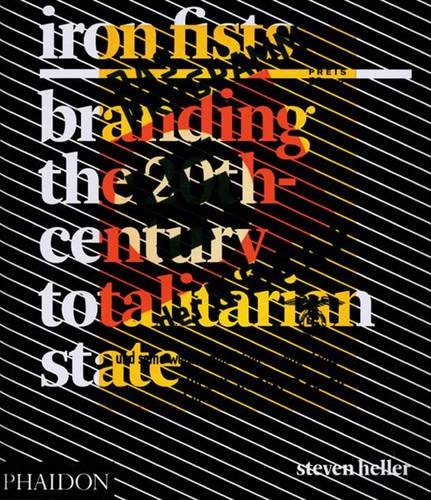 iron fists
PREIS
branding
the 20th-
century
totalitarian
state
steven heller
PHAIDON